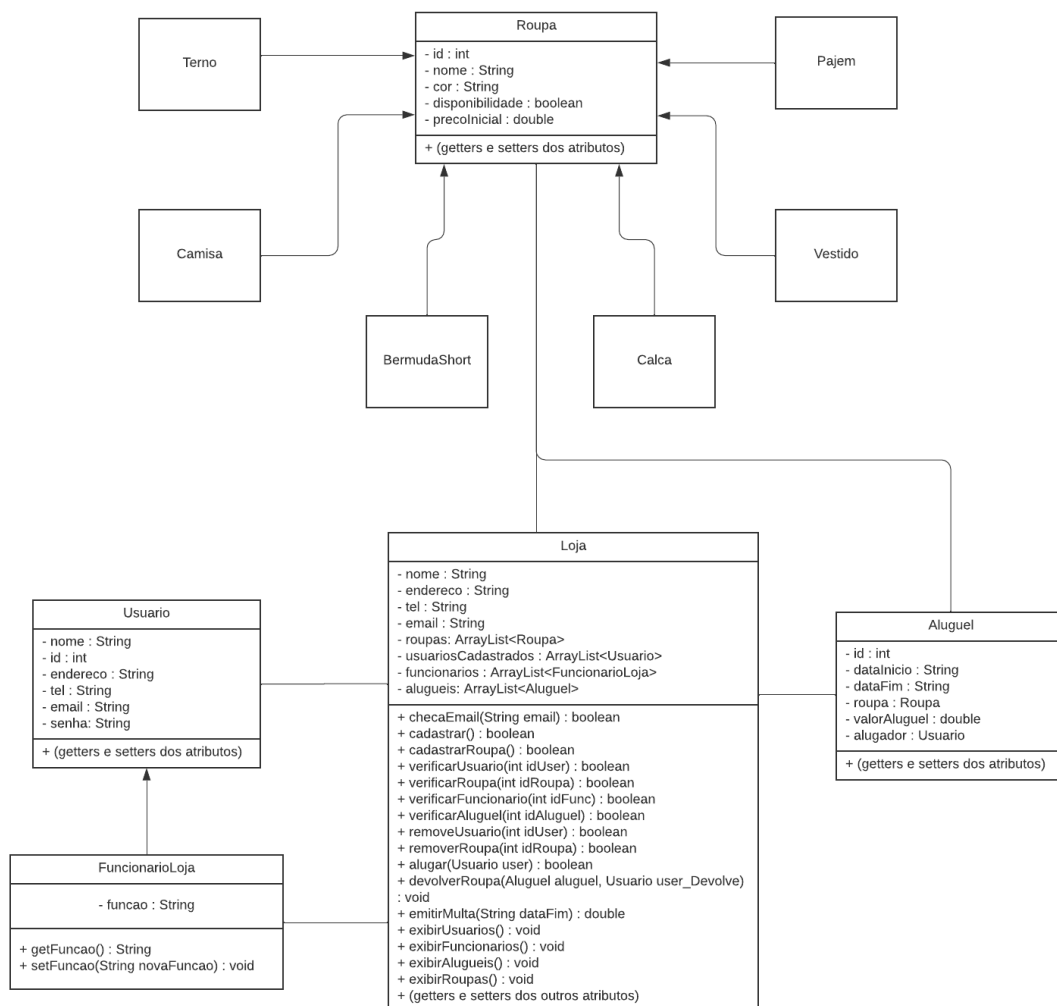 Roupa
- id : int
- nome : String
- cor : String
- disponibilidade : boolean
- precoInicial : double
+ (getters e setters dos atributos)
Terno
Pajem
Camisa
Vestido
BermudaShort
Calca
Loja
- nome : String
- endereco : String
- tel : String
- email : String
- roupas: ArrayList<Roupa>
- usuariosCadastrados : ArrayList<Usuario>
- funcionarios : ArrayList<FuncionarioLoja>
- alugueis: ArrayList<Aluguel>
+ checaEmail(String email) : boolean
+ cadastrar() : boolean
+ cadastrarRoupa() : boolean
+ verificarUsuario(int idUser) : boolean
+ verificarRoupa(int idRoupa) : boolean
+ verificarFuncionario(int idFunc) : boolean
+ verificarAluguel(int idAluguel) : boolean
+ removeUsuario(int idUser) : boolean
+ removerRoupa(int idRoupa) : boolean
+ alugar(Usuario user) : boolean
+ devolverRoupa(Aluguel aluguel, Usuario user_Devolve)
: void
+ emitirMulta(String dataFim) : double
+ exibirUsuarios() : void
+ exibirFuncionarios() : void
+ exibirAlugueis() : void
+ exibirRoupas() : void
+ (getters e setters dos outros atributos)
Usuario
- nome : String
- id : int
- endereco : String
- tel : String
- email : String
- senha: String
+ (getters e setters dos atributos)
Aluguel
- id : int
- dataInicio : String
- dataFim : String
- roupa : Roupa
- valorAluguel : double
- alugador : Usuario
+ (getters e setters dos atributos)
FuncionarioLoja
- funcao : String
+ getFuncao() : String
+ setFuncao(String novaFuncao) : void